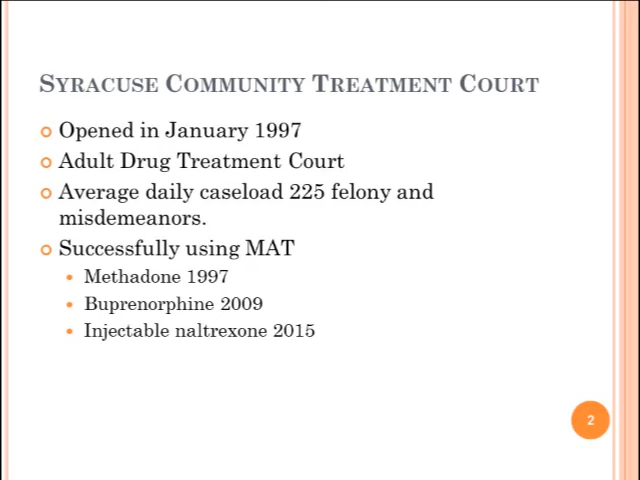 Syracuse Community Treatment Court
Opened in January 1997
Adult Drug Treatment Court
Average daily caseload 225 felony and
misdemeanors.
Successfully using MAT
Methadone 1997
Buprenorphine 2009
Injectable naltrexone 2015
2